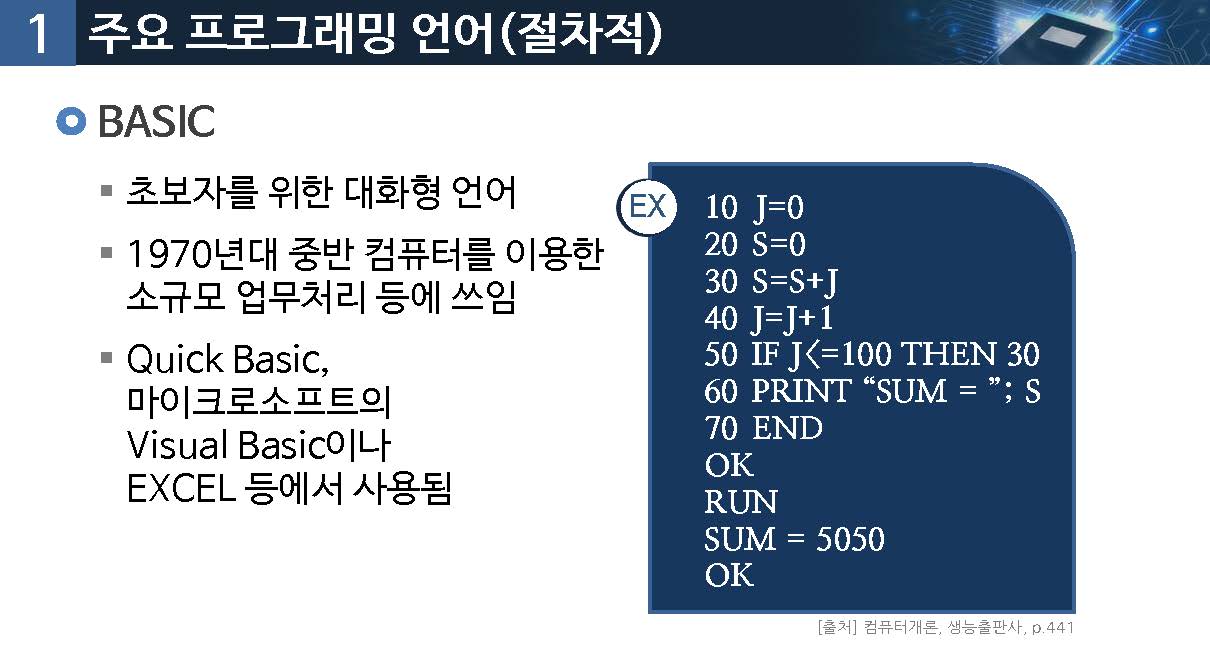 1 주요 프로그래밍 언어(절차적)
BASIC
초보자를 위한 대화형 언어
1970년대 중반 컴퓨터를 이용한
소규모 업무처리 등에 쓰임
Quick Basic,
마이크로소프트의
Visual Basic이나
EXCEL 등에서 사용됨
EX
10 J=0
20 S=0
30 S=S+J
40 J=J+1
50 IF J<=100 THEN 30
60 PRINT “SUM = ”; S
70 END
OK
RUN
SUM = 5050
OK
[출처] 컴퓨터개론, 생능출판사, p.441